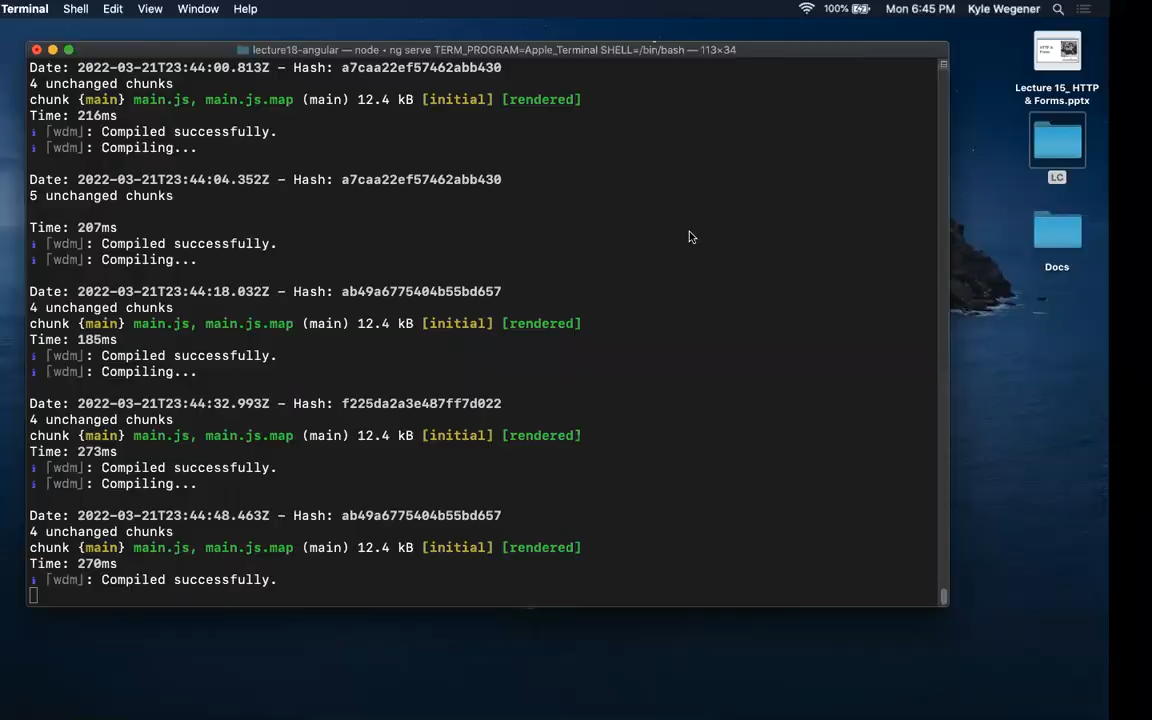 Terminal Shell Edit View Window Help 100% Mon 6:45 PM Kyle Wegener
lecture18-angular — node • ng serve TERM_PROGRAM=Apple_Terminal SHELL=/bin/bash — 113×34
Date: 2022-03-21T23:44:00.813Z - Hash: a7caa22ef57462abb430
4 unchanged chunks
chunk {main} main.js, main.js.map (main) 12.4 kB [initial] [rendered]
Time: 216ms
ℹ ｢wdm｣: Compiled successfully.
ℹ ｢wdm｣: Compiling...
Date: 2022-03-21T23:44:04.352Z - Hash: a7caa22ef57462abb430
5 unchanged chunks
Time: 207ms
ℹ ｢wdm｣: Compiled successfully.
ℹ ｢wdm｣: Compiling...
Date: 2022-03-21T23:44:18.032Z - Hash: ab49a6775404b55bd657
4 unchanged chunks
chunk {main} main.js, main.js.map (main) 12.4 kB [initial] [rendered]
Time: 185ms
ℹ ｢wdm｣: Compiled successfully.
ℹ ｢wdm｣: Compiling...
Date: 2022-03-21T23:44:32.993Z - Hash: f225da2a3e487ff7d022
4 unchanged chunks
chunk {main} main.js, main.js.map (main) 12.4 kB [initial] [rendered]
Time: 273ms
ℹ ｢wdm｣: Compiled successfully.
ℹ ｢wdm｣: Compiling...
Date: 2022-03-21T23:44:48.463Z - Hash: ab49a6775404b55bd657
4 unchanged chunks
chunk {main} main.js, main.js.map (main) 12.4 kB [initial] [rendered]
Time: 270ms
ℹ ｢wdm｣: Compiled successfully.
HTTP &
Forms
Lecture 15_ HTTP
& Forms.pptx
LC
Docs